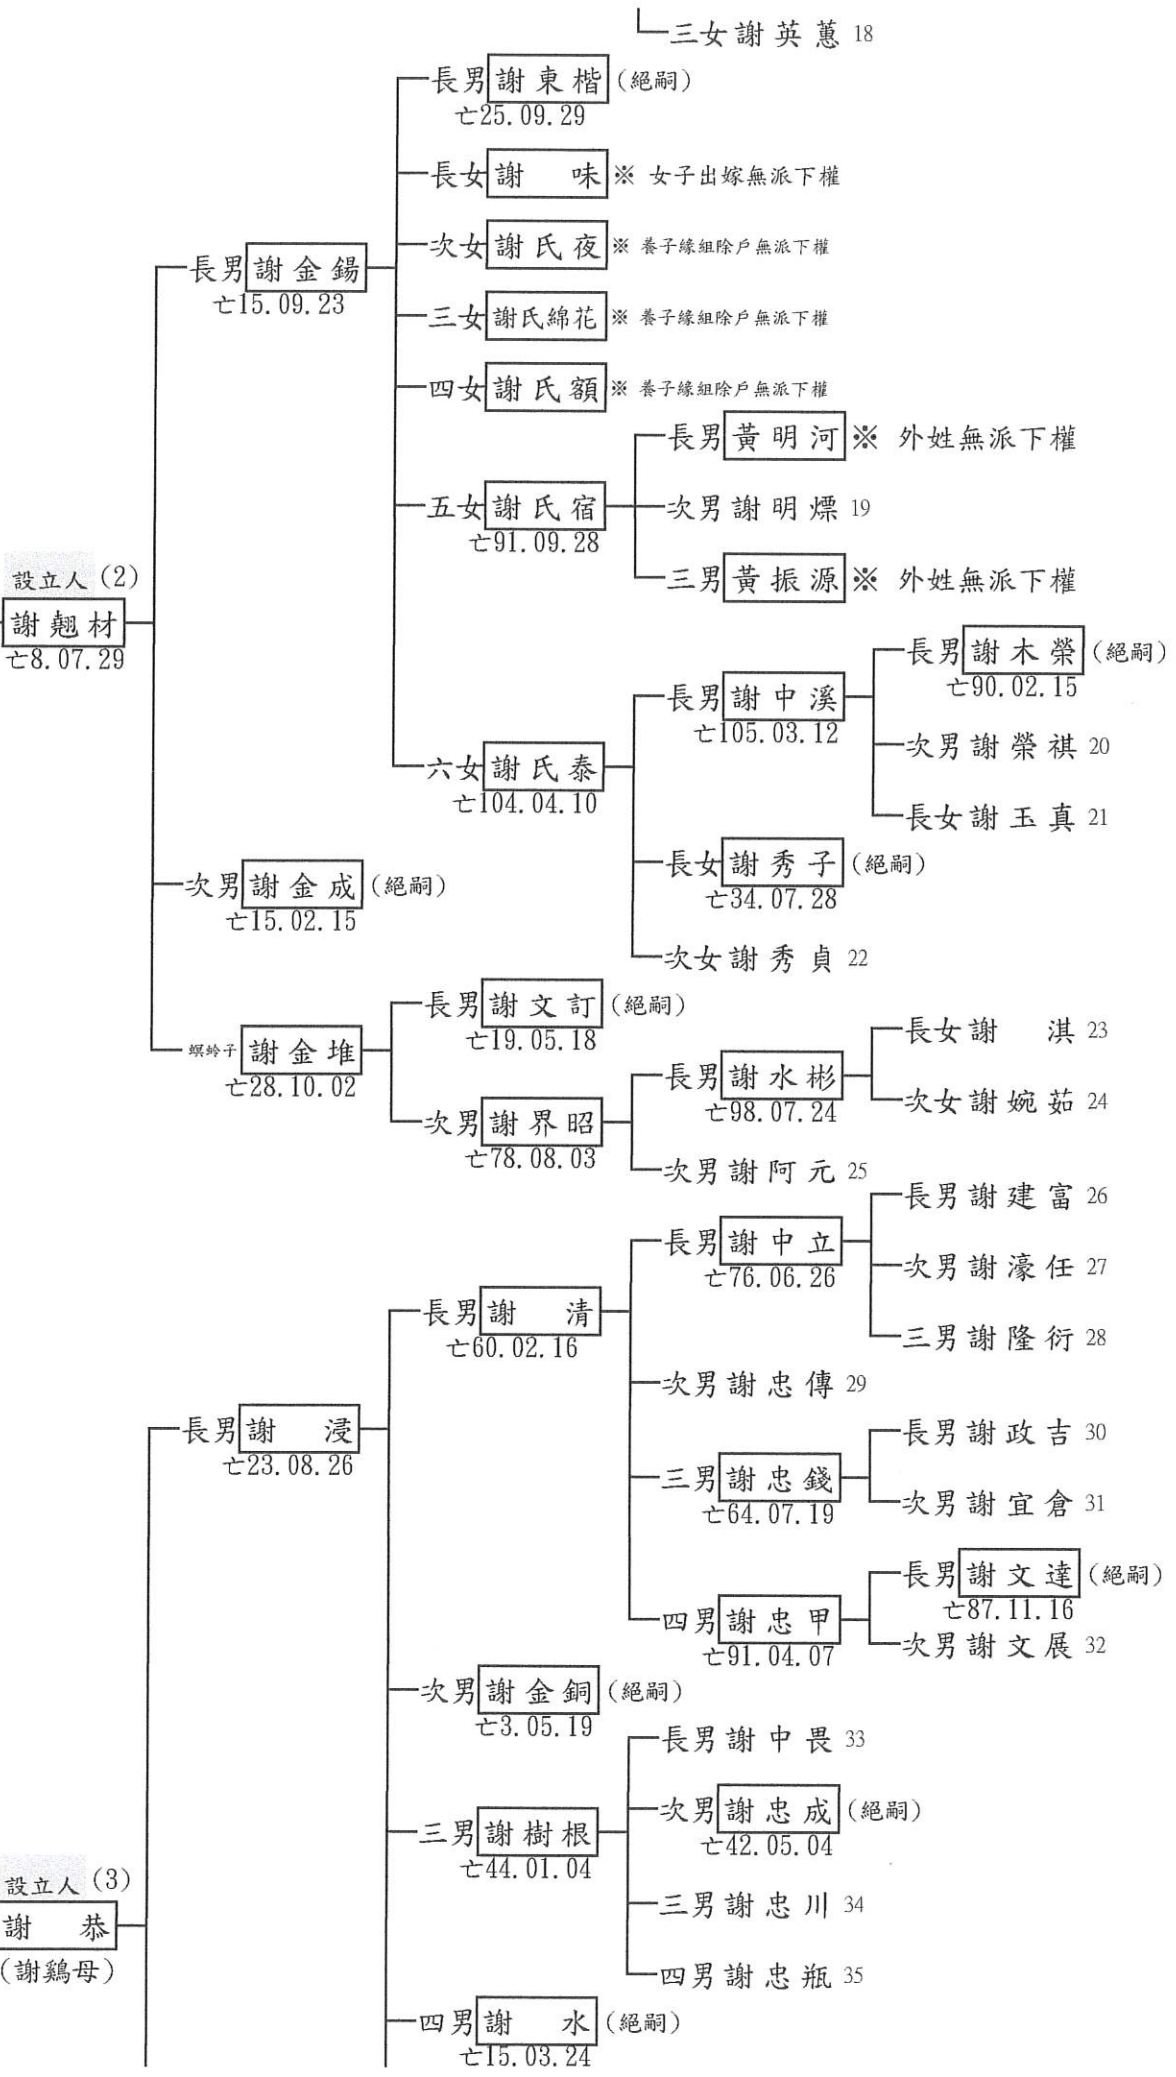 三女謝英蕙 18
長男謝東楷(絕嗣)
亡25.09.29
長女謝 味※ 女子出嫁無派下權
次女謝氏夜※ 養子緣組除戶無派下權
長男謝金鍚
亡15.09.23
三女謝氏綿花※ 養子緣組除戶無派下權
四女謝氏額※ 養子緣組除戶無派下權
長男黃明河※ 外姓無派下權
五女謝氏宿
亡91.09.28
次男謝明熛 19
三男黃振源※ 外姓無派下權
設立人(2)
謝翹材
亡8.07.29
長男謝木榮(絕嗣)
亡90.02.15
長男謝中溪
亡105.03.12
次男謝榮祺 20
六女謝氏泰
亡104.04.10
長女謝玉真 21
長女謝秀子(絕嗣)
亡34.07.28
次男謝金成(絕嗣)
亡15.02.15
次女謝秀貞 22
長男謝文訂(絕嗣)
亡19.05.18
螟蛉子謝金堆
亡28.10.02
長女謝 淇 23
長男謝水彬
亡98.07.24
次女謝婉茹 24
次男謝界昭
亡78.08.03
次男謝阿元 25
長男謝建富 26
長男謝中立
亡76.06.26
次男謝濠任 27
長男謝 清
亡60.02.16
三男謝隆衍 28
次男謝忠傳 29
長男謝 浸
亡23.08.26
長男謝政吉 30
三男謝忠錢
亡64.07.19
次男謝宜倉 31
長男謝文達(絕嗣)
亡87.11.16
四男謝忠甲
亡91.04.07
次男謝文展 32
次男謝金銅(絕嗣)
亡3.05.19
長男謝中畏 33
次男謝忠成(絕嗣)
亡42.05.04
三男謝樹根
亡44.01.04
設立人(3)
謝 恭
(謝鷄母)
三男謝忠川 34
四男謝忠瓶 35
四男謝 水(絕嗣)
亡15.03.24